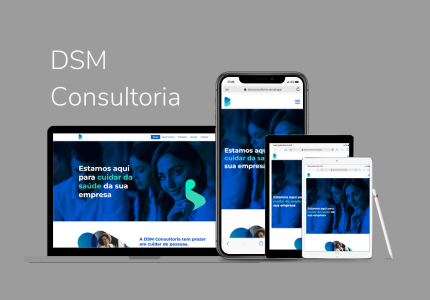 DSM
Consultoria
Estamos aqui
para cuidar da
saúde da sua
empresa
A DSM Consultoria tem prazer
em cuidar de pessoas.
Estamos aqui
para cuidar da
saúde da sua
empresa
Estamos aqui
para cuidar da
saúde da sua
empresa
Estamos aqui
para cuidar da
saúde da sua
empresa